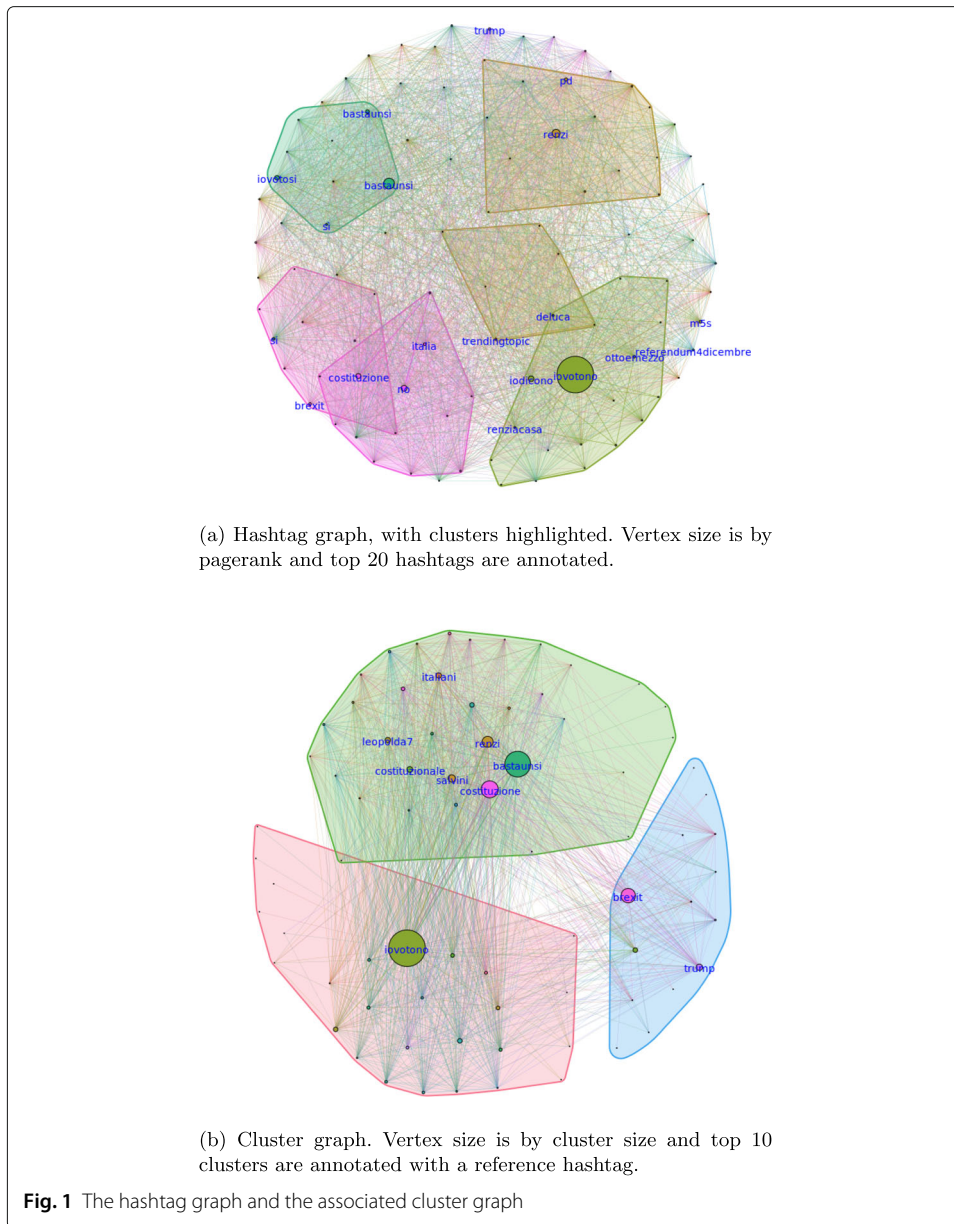 trump
pd
bastaunsi
renzi
iovotosi
bastaunsi
si
deluca
m5s
si
italia
trendingtopic
referendum4dicembre
ottoemezzo
costituzione
iodicono
iovotono
no
brexit
renziacasa
(a) Hashtag graph, with clusters highlighted. Vertex size is by
pagerank and top 20 hashtags are annotated.
italiani
leopolda7
renzi
bastaunsi
costituzionale
salvini
costituzione
brexit
iovotono
trump
(b) Cluster graph. Vertex size is by cluster size and top 10
clusters are annotated with a reference hashtag.
Fig. 1 The hashtag graph and the associated cluster graph